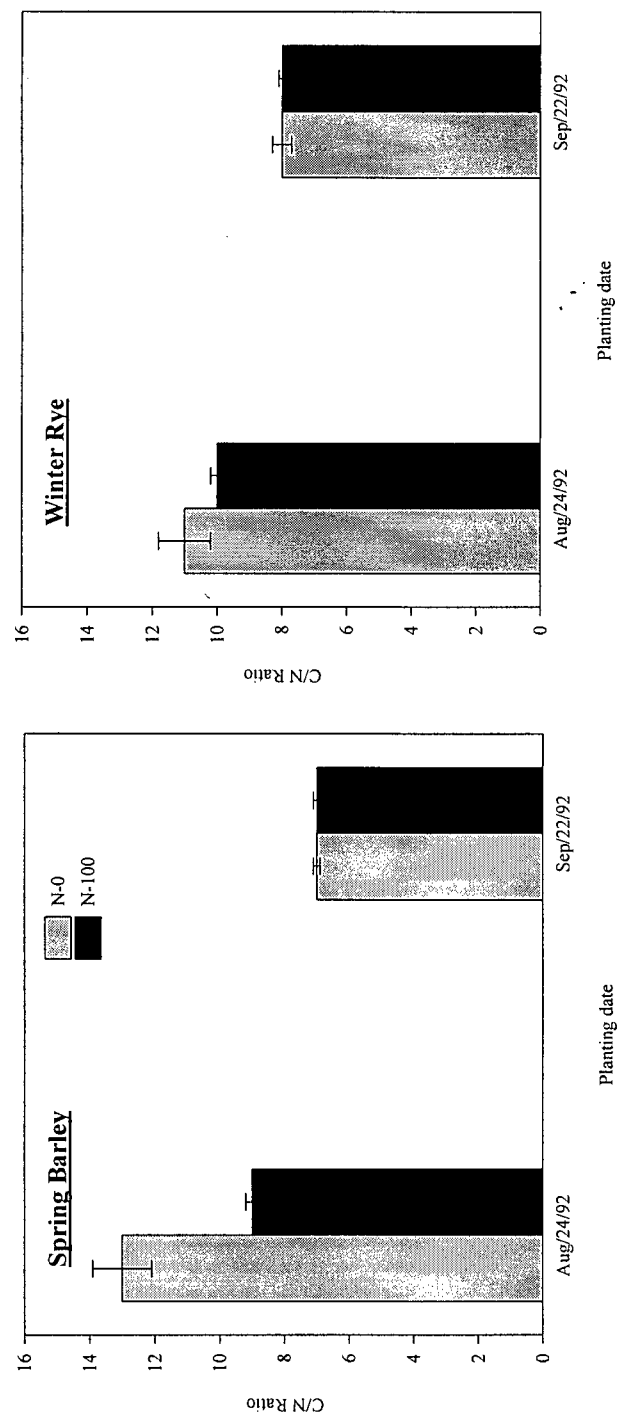 Spring Barley
N-0
N-100
C/N Ratio
16
14
12
10
8
6
4
2
0
Aug/24/92
Sep/22/92
Planting date
Winter Rye
C/N Ratio
16
14
12
10
8
6
4
2
0
Aug/24/92
Sep/22/92
Planting date